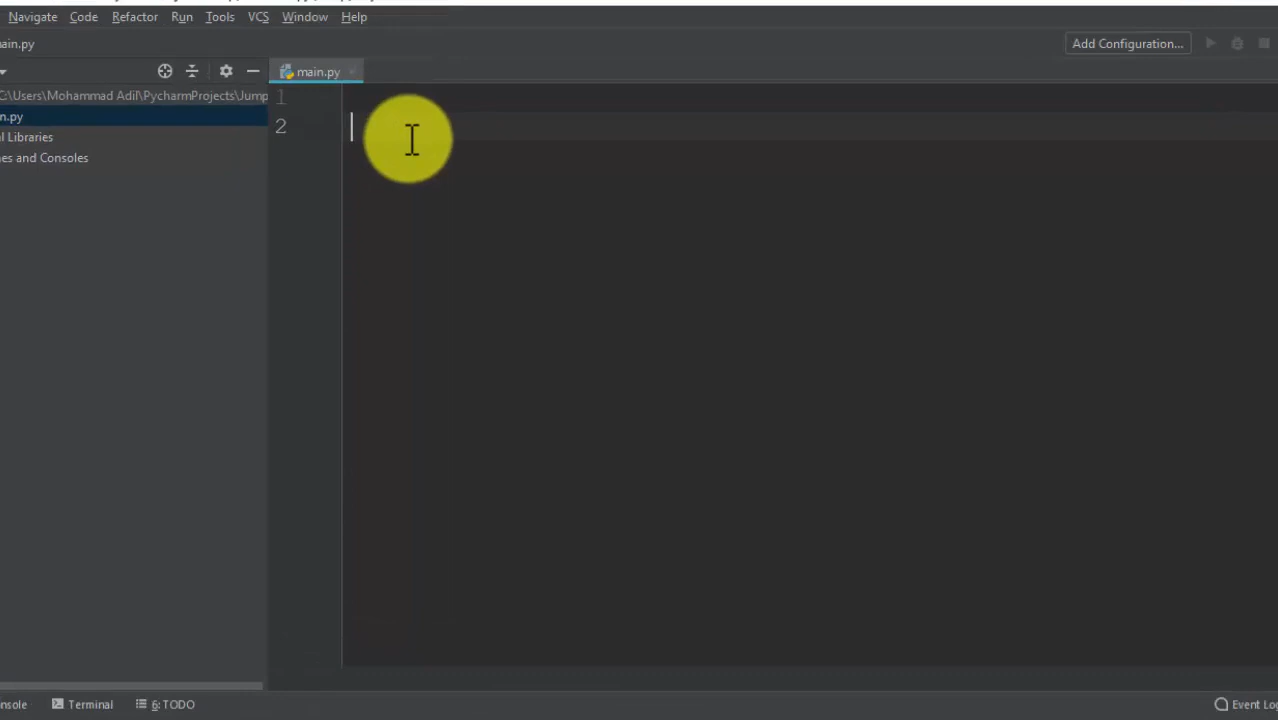 Navigate Code Refactor Run Tools VCS Window Help
ain.py
Add Configuration...
main.py
C:\Users\Mohammad Adil\PycharmProjects\Jump
n.py
l Libraries
es and Consoles
1
2
nsole Terminal 6: TODO Event Log